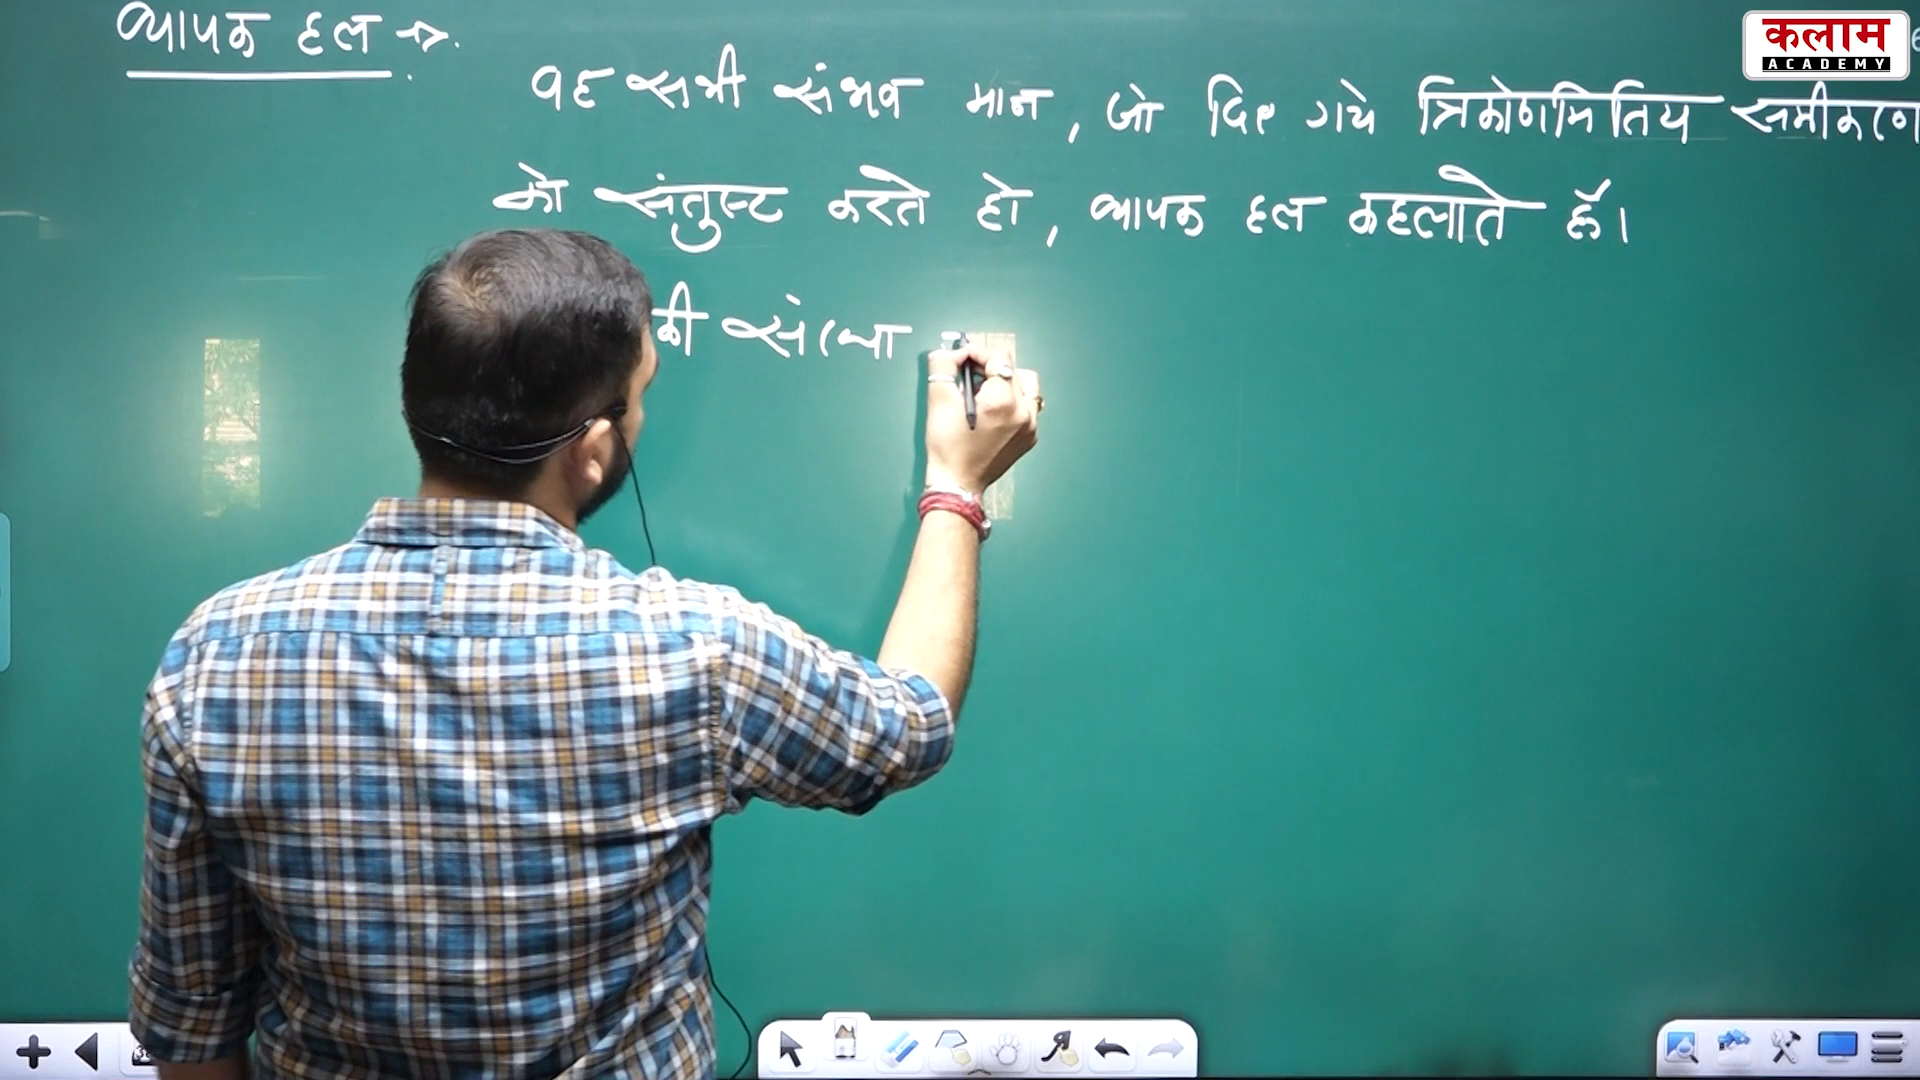 व्यापक हल →
वह सभी संभव मान, जो दिए गये त्रिकोणमितिय समीकरण
को संतुष्ट करते हो, व्यापक हल कहलाते हैं।
की संख्या
कलाम
ACADEMY